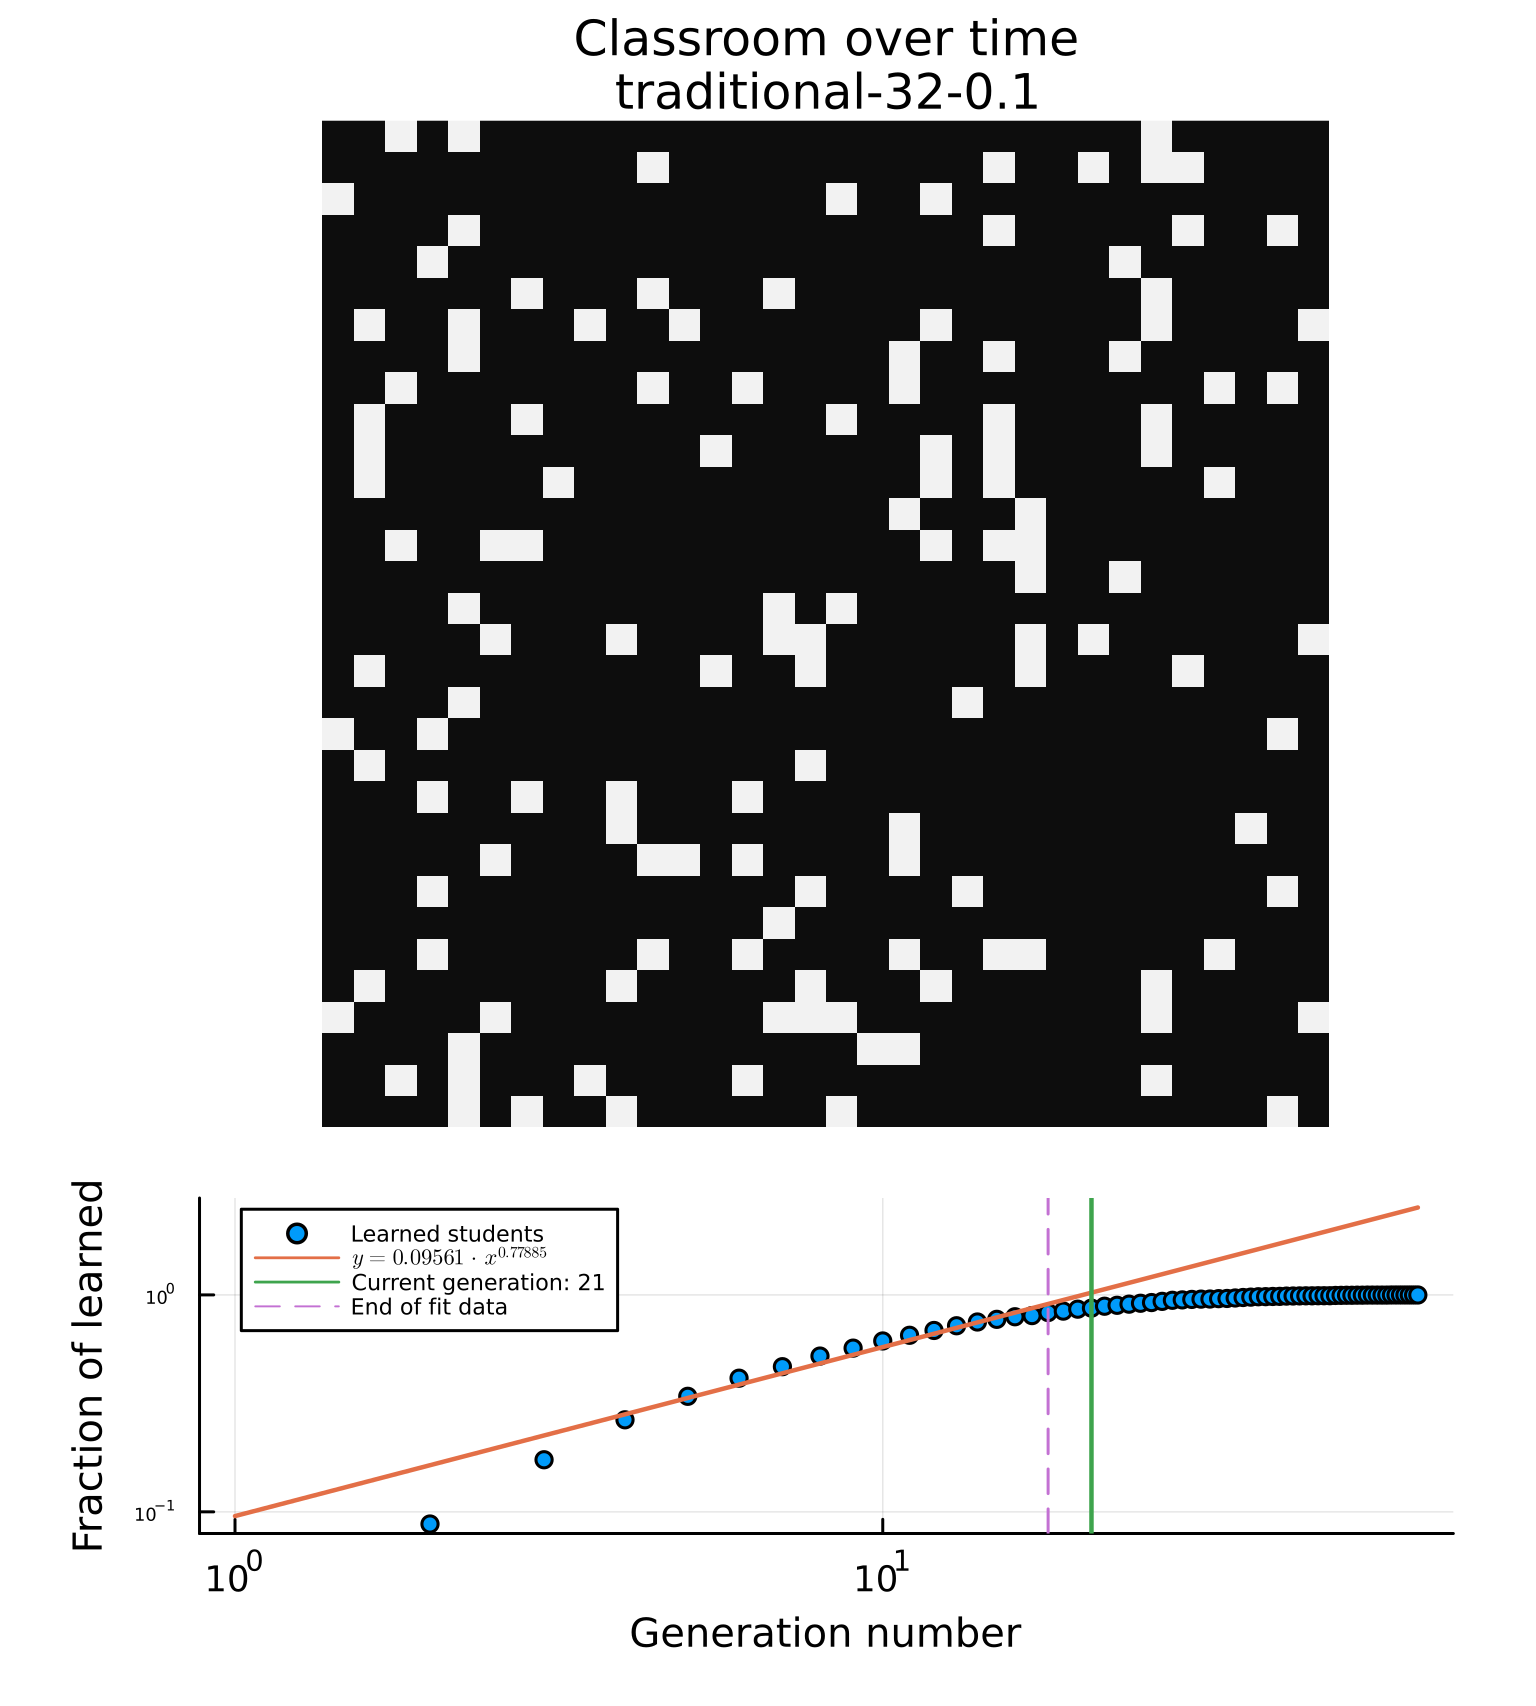 Classroom over time
traditional-32-0.1
Fraction of learned
Learned students
y = 0.09561 · x^0.77885
Current generation: 21
End of fit data
10^0
10^−1
10^0
10^1
Generation number